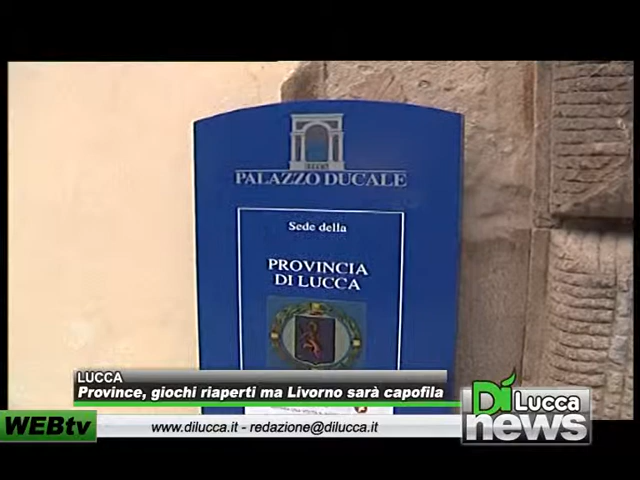 PALAZZO DUCALE
Sede della
PROVINCIA
DI LUCCA
LUCCA
Province, giochi riaperti ma Livorno sarà capofila
WEBtv
www.dilucca.it - redazione@dilucca.it
Dì Lucca
news